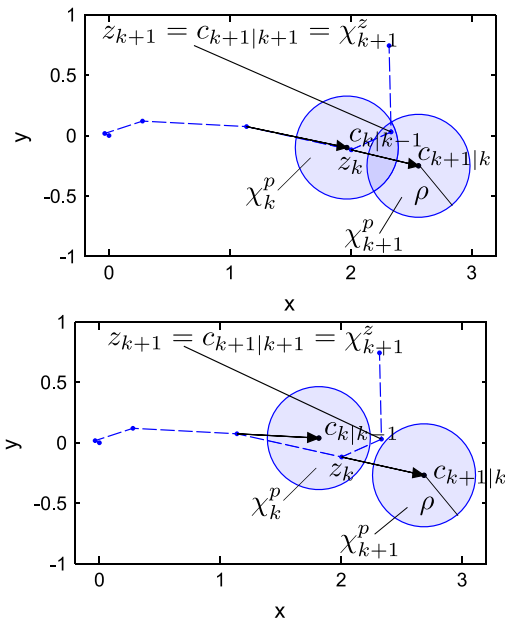 1
z_{k+1} = c_{k+1|k+1} = χ^z_{k+1}
0.5
y
0
c_{k|k-1}
z_k
c_{k+1|k}
-0.5
χ^p_k
ρ
χ^p_{k+1}
-1
0 1 2 3
x
1
z_{k+1} = c_{k+1|k+1} = χ^z_{k+1}
0.5
y
0
c_{k|k-1}
z_k
c_{k+1|k}
-0.5
χ^p_k
ρ
χ^p_{k+1}
-1
0 1 2 3
x